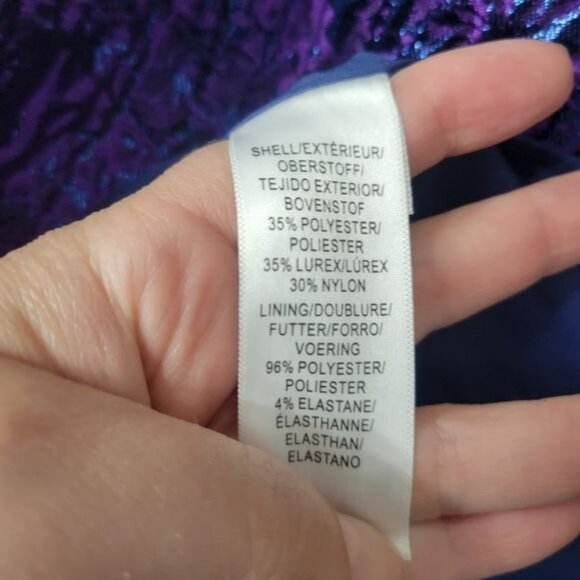 SHELL/EXTÉRIEUR/
OBERSTOFF/
TEJIDO EXTERIOR/
BOVENSTOF
35% POLYESTER/
POLIESTER
35% LUREX/LÚREX
30% NYLON
LINING/DOUBLURE/
FUTTER/FORRO/
VOERING
96% POLYESTER/
POLIESTER
4% ELASTANE/
ÉLASTHANNE/
ELASTHAN/
ELASTANO